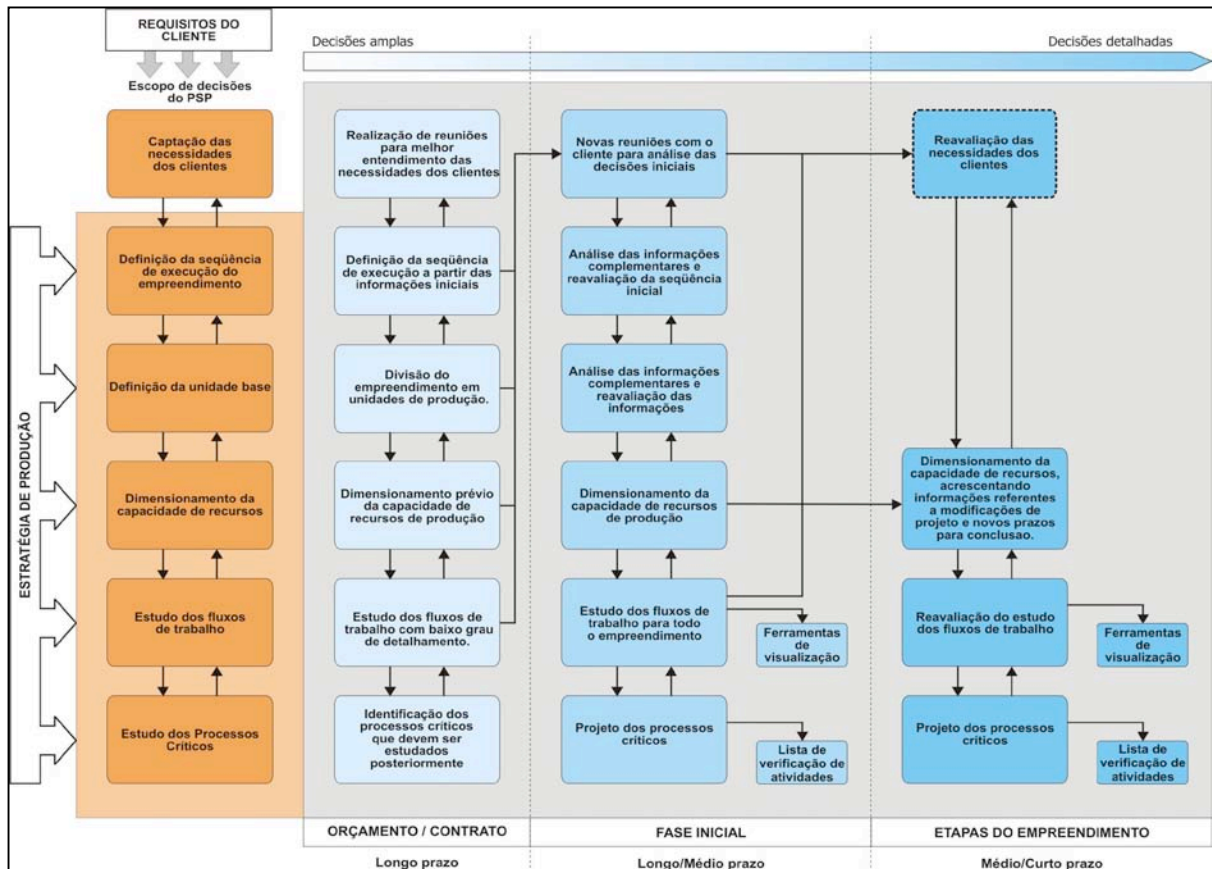 REQUISITOS DO
CLIENTE
Escopo de decisões
do PSP
Decisões amplas
Decisões detalhadas
ESTRATÉGIA DE PRODUÇÃO
Captação das
necessidades
dos clientes
Definição da seqüência
de execução do
empreendimento
Definição da unidade base
Dimensionamento da
capacidade de recursos
Estudo dos fluxos
de trabalho
Estudo dos Processos
Críticos
Realização de reuniões
para melhor
entendimento das
necessidades dos clientes
Definição da seqüência
de execução a partir das
informações iniciais
Divisão do
empreendimento em
unidades de produção.
Dimensionamento prévio
da capacidade de
recursos de produção
Estudo dos fluxos de
trabalho com baixo grau
de detalhamento.
Identificação dos
processos críticos
que devem ser
estudados
posteriormente
Novas reuniões com o
cliente para análise das
decisões iniciais
Análise das informações
complementares e
reavaliação da seqüência
inicial
Análise das informações
complementares e
reavaliação das
informações
Dimensionamento da
capacidade de recursos
de produção
Estudo dos fluxos de
trabalho para todo
o empreendimento
Ferramentas
de
visualização
Projeto dos processos
críticos
Lista de
verificação de
atividades
Reavaliação das
necessidades dos
clientes
Dimensionamento da
capacidade de recursos,
acrescentando
informações referentes
a modificações de
projeto e novos prazos
para conclusao.
Reavaliação do estudo
dos fluxos de trabalho
Ferramentas
de
visualização
Projeto dos processos
críticos
Lista de
verificação de
atividades
ORÇAMENTO / CONTRATO
FASE INICIAL
ETAPAS DO EMPREENDIMENTO
Longo prazo
Longo/Médio prazo
Médio/Curto prazo